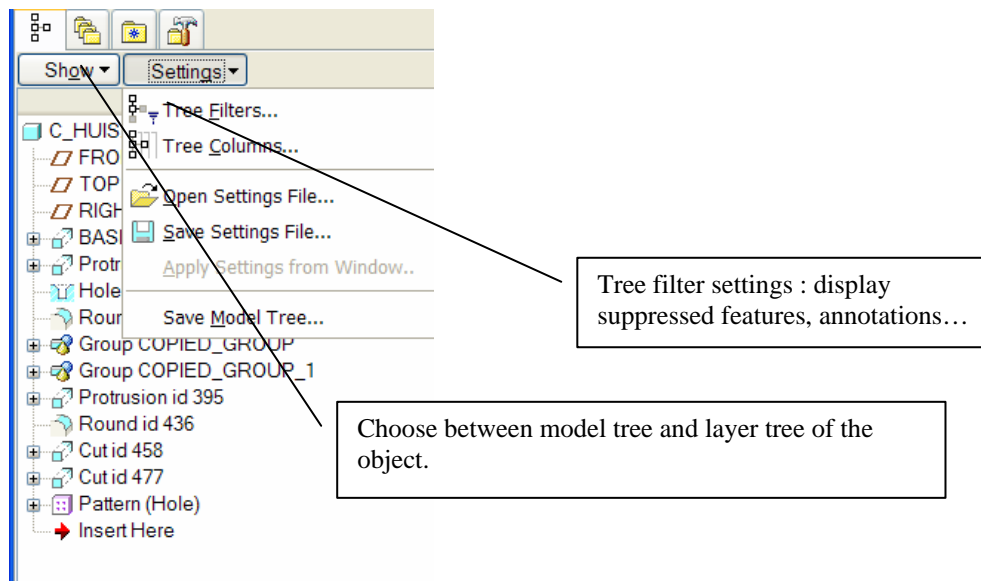 Show Settings
Tree Filters...
C_HUIS
Tree Columns...
FRO
TOP
Open Settings File...
RIGH
Save Settings File...
BASI
Protr
Apply Settings from Window..
Hole
Roun
Save Model Tree...
Group COPIED_GROUP
Group COPIED_GROUP_1
Protrusion id 395
Round id 436
Cut id 458
Cut id 477
Pattern (Hole)
Insert Here
Tree filter settings : display
suppressed features, annotations…
Choose between model tree and layer tree of the
object.